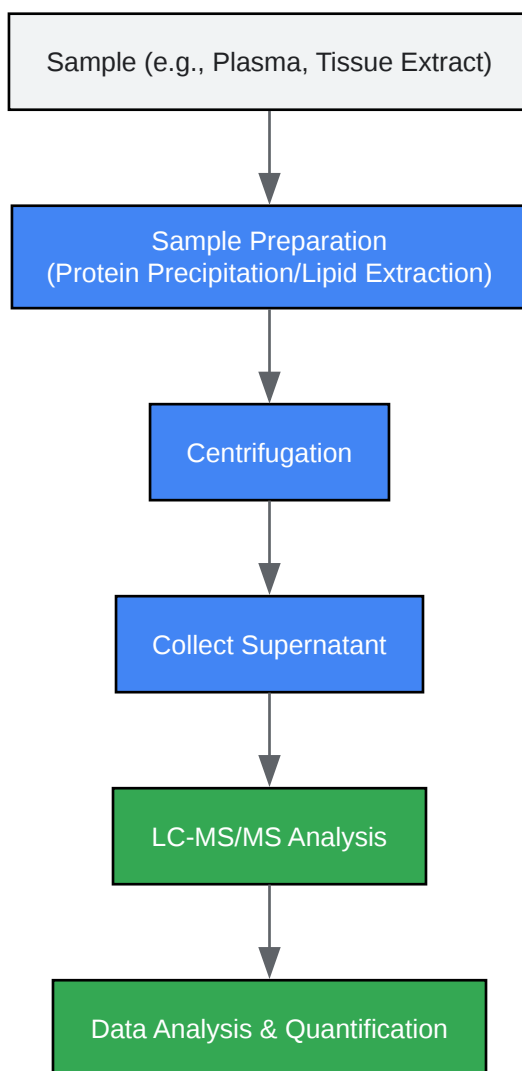 Sample (e.g., Plasma, Tissue Extract)
Sample Preparation
(Protein Precipitation/Lipid Extraction)
Centrifugation
Collect Supernatant
LC-MS/MS Analysis
Data Analysis & Quantification